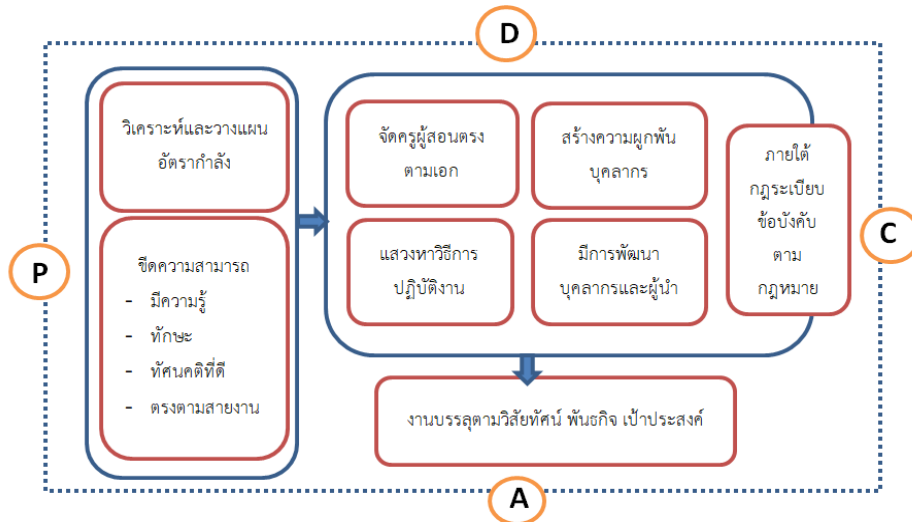 D
วิเคราะห์และวางแผน
อัตรากำลัง
ขีดความสามารถ
- มีความรู้
- ทักษะ
- ทัศนคติที่ดี
- ตรงตามสายงาน
P
จัดครูผู้สอนตรง
ตามเอก
สร้างความผูกพัน
บุคลากร
แสวงหาวิธีการ
ปฏิบัติงาน
มีการพัฒนา
บุคลากรและผู้นำ
ภายใต้
กฎระเบียบ
ข้อบังคับ
ตาม
กฎหมาย
C
งานบรรลุตามวิสัยทัศน์ พันธกิจ เป้าประสงค์
A